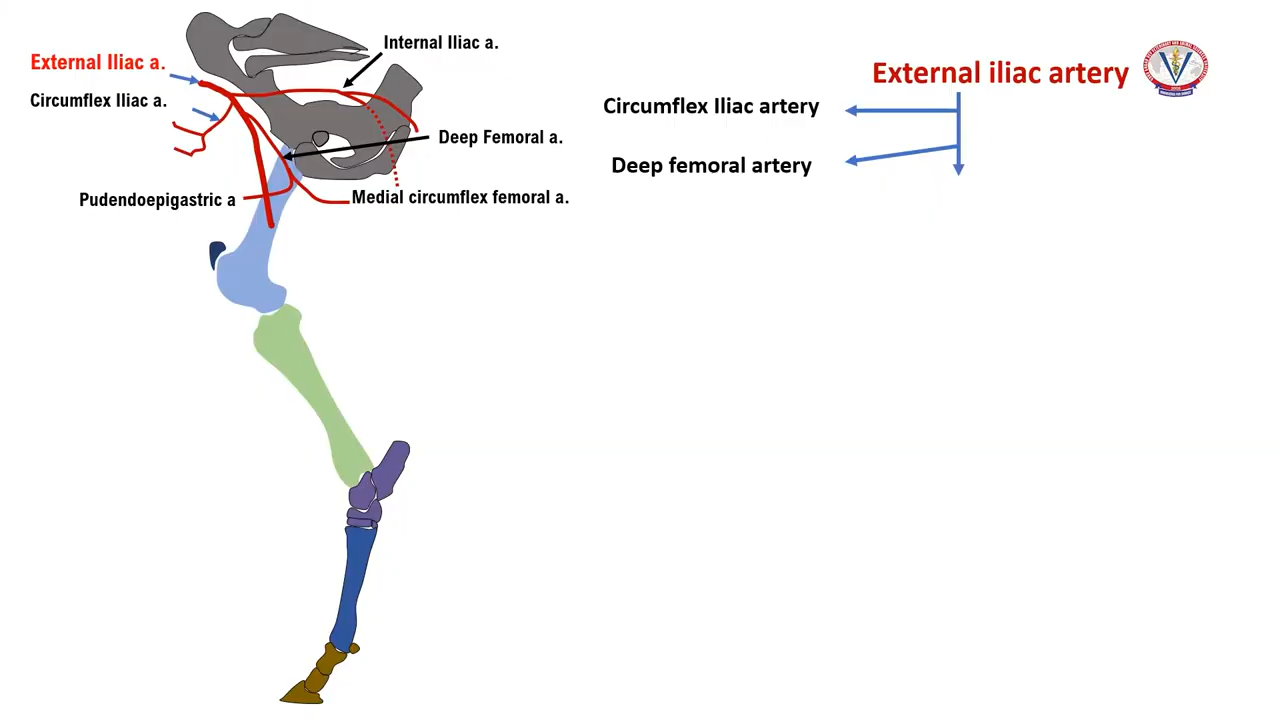 External Iliac a.
Circumflex Iliac a.
Internal Iliac a.
Deep Femoral a.
Pudendoepigastric a
Medial circumflex femoral a.
External iliac artery
Circumflex Iliac artery
Deep femoral artery